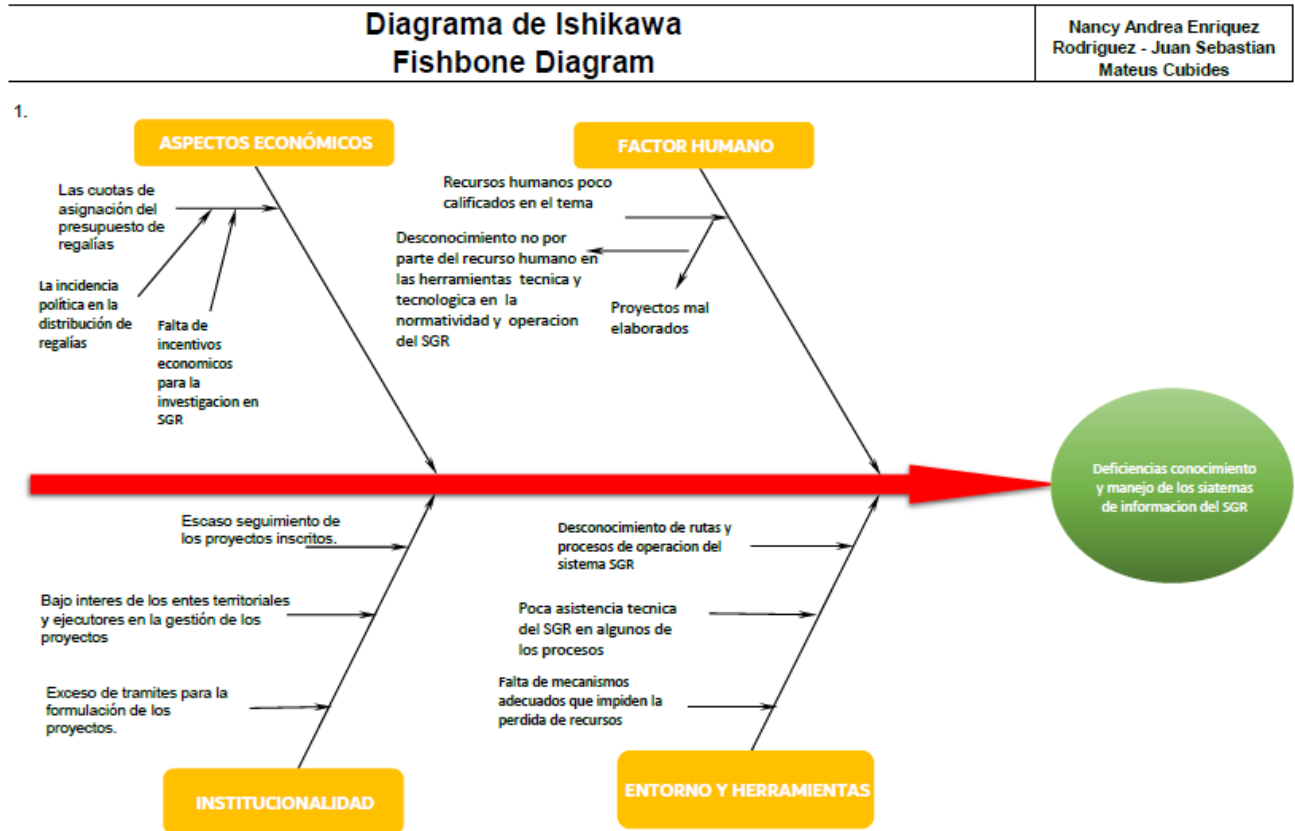 Diagrama de Ishikawa
Fishbone Diagram
Nancy Andrea Enriquez
Rodriguez - Juan Sebastian
Mateus Cubides
1.
ASPECTOS ECONÓMICOS
FACTOR HUMANO
Las cuotas de
asignación del
presupuesto de
regalías
La incidencia
política en la
distribución de
regalías
Falta de
incentivos
economicos
para la
investigacion en
SGR
Recursos humanos poco
calificados en el tema
Desconocimiento no por
parte del recurso humano en
las herramientas tecnica y
tecnologica en la
normatividad y operacion
del SGR
Proyectos mal
elaborados
Deficiencias conocimiento
y manejo de los siatemas
de informacion del SGR
Escaso seguimiento de
los proyectos inscritos.
Bajo interes de los entes territoriales
y ejecutores en la gestión de los
proyectos
Exceso de tramites para la
formulación de los
proyectos.
Desconocimiento de rutas y
procesos de operacion del
sistema SGR
Poca asistencia tecnica
del SGR en algunos de
los procesos
Falta de mecanismos
adecuados que impiden la
perdida de recursos
INSTITUCIONALIDAD
ENTORNO Y HERRAMIENTAS